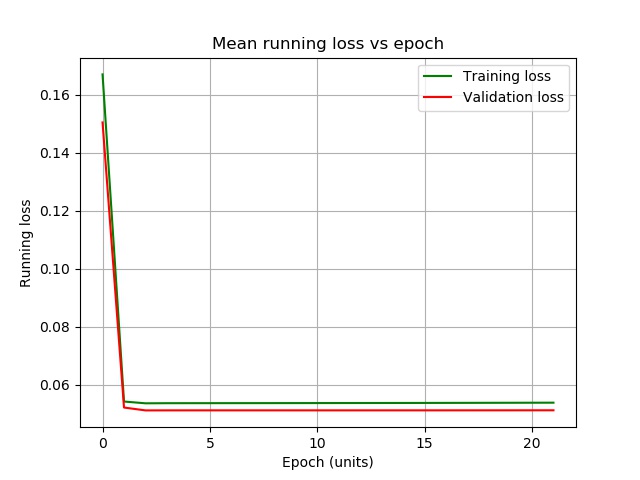 Mean running loss vs epoch
Training loss
Validation loss
0.16
0.14
0.12
0.10
0.08
0.06
Running loss
0
5
10
15
20
Epoch (units)